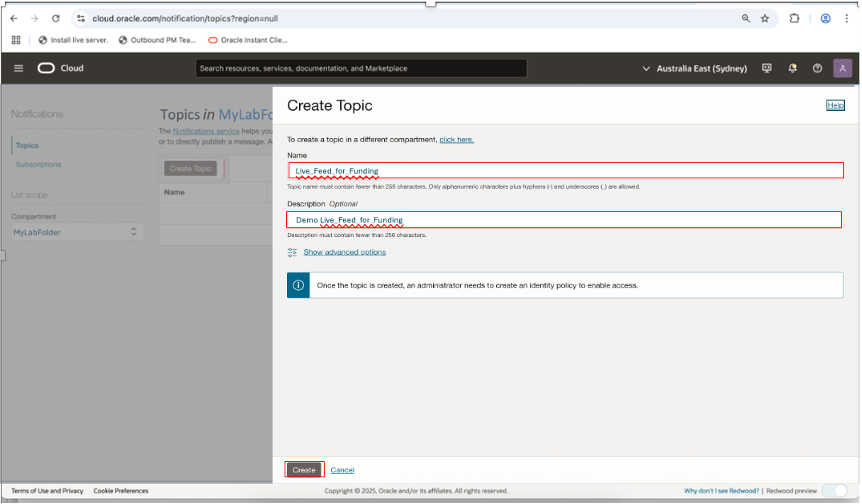 cloud.oracle.com/notification/topics?region=null
Install live server.
Outbound PM Tea...
Oracle Instant Clie...
Cloud
Search resources, services, documentation, and Marketplace
Australia East (Sydney)
A
Notifications
Topics
Subscriptions
List scope
Compartment
MyLabFolder
Topics in MyLabFo
The Notifications service helps you
or to directly publish a message. A
Create Topic
Name
Create Topic
Help
To create a topic in a different compartment, click here.
Name
Live_Feed_for_Funding
Topic name must contain fewer than 256 characters. Only alphanumeric characters plus hyphens (-) and underscores (_) are allowed.
Description Optional
Demo Live_Feed_for_Funding
Description must contain fewer than 256 characters.
Show advanced options
Once the topic is created, an administrator needs to create an identity policy to enable access.
Create
Cancel
Terms of Use and Privacy
Cookie Preferences
Copyright © 2025, Oracle and/or its affiliates. All rights reserved.
Why don't I see Redwood? | Redwood preview